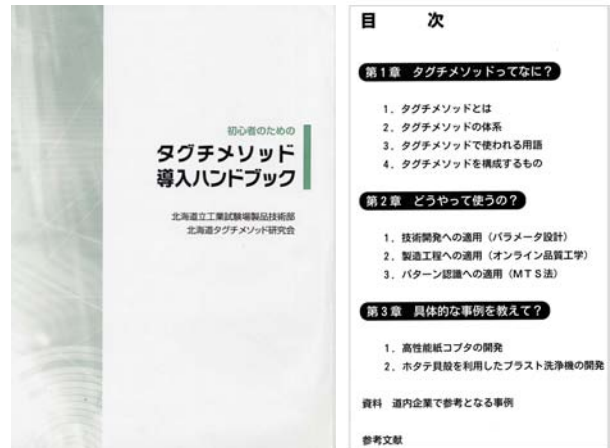 初心者のための
タグチメソッド
導入ハンドブック
北海道立工業試験場製品技術部
北海道タグチメソッド研究会
目　次
第1章　タグチメソッドってなに？
1．タグチメソッドとは
2．タグチメソッドの体系
3．タグチメソッドで使われる用語
4．タグチメソッドを構成するもの
第2章　どうやって使うの？
1．技術開発への適用（パラメータ設計）
2．製造工程への適用（オンライン品質工学）
3．パターン認識への適用（MTS法）
第3章　具体的な事例を教えて？
1．高性能紙コプタの開発
2．ホタテ貝殻を利用したブラスト洗浄機の開発
資料　道内企業で参考となる事例
参考文献